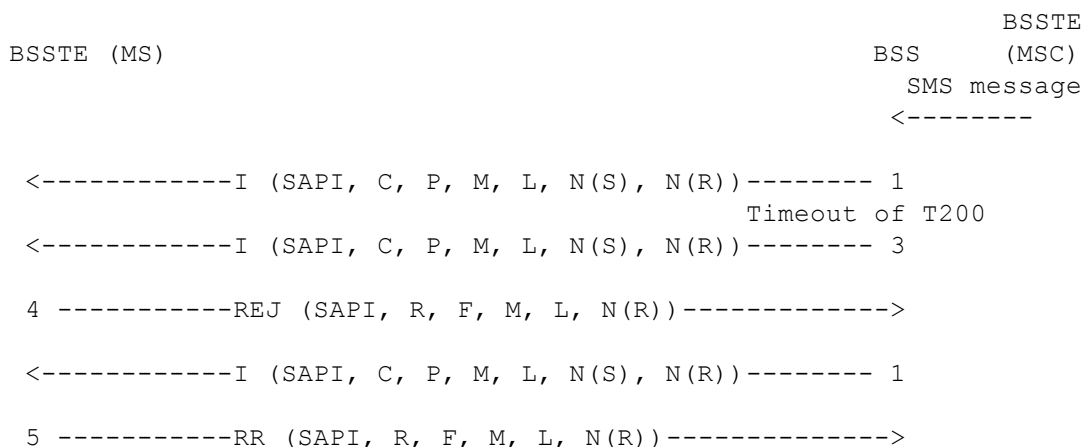 BSSTE
BSSTE (MS) BSS (MSC)
SMS message
<--------
<------------I (SAPI, C, P, M, L, N(S), N(R))-------- 1
Timeout of T200
<------------I (SAPI, C, P, M, L, N(S), N(R))-------- 3
4 -----------REJ (SAPI, R, F, M, L, N(R))------------->
<------------I (SAPI, C, P, M, L, N(S), N(R))-------- 1
5 -----------RR (SAPI, R, F, M, L, N(R))-------------->